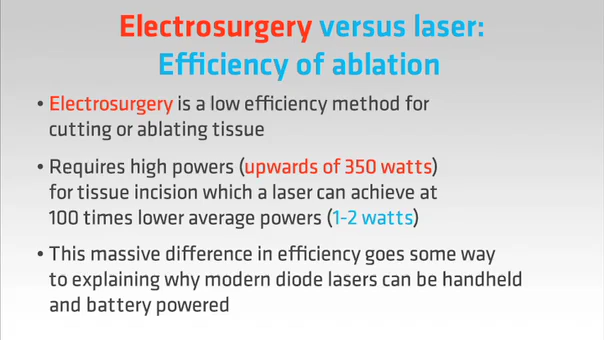 Electrosurgery versus laser:
Efficiency of ablation
• Electrosurgery is a low efficiency method for
cutting or ablating tissue
• Requires high powers (upwards of 350 watts)
for tissue incision which a laser can achieve at
100 times lower average powers (1-2 watts)
• This massive difference in efficiency goes some way
to explaining why modern diode lasers can be handheld
and battery powered